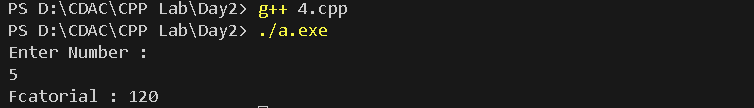 PS D:\CDAC\CPP Lab\Day2> g++ 4.cpp
PS D:\CDAC\CPP Lab\Day2> ./a.exe
Enter Number :
5
Fcatorial : 120